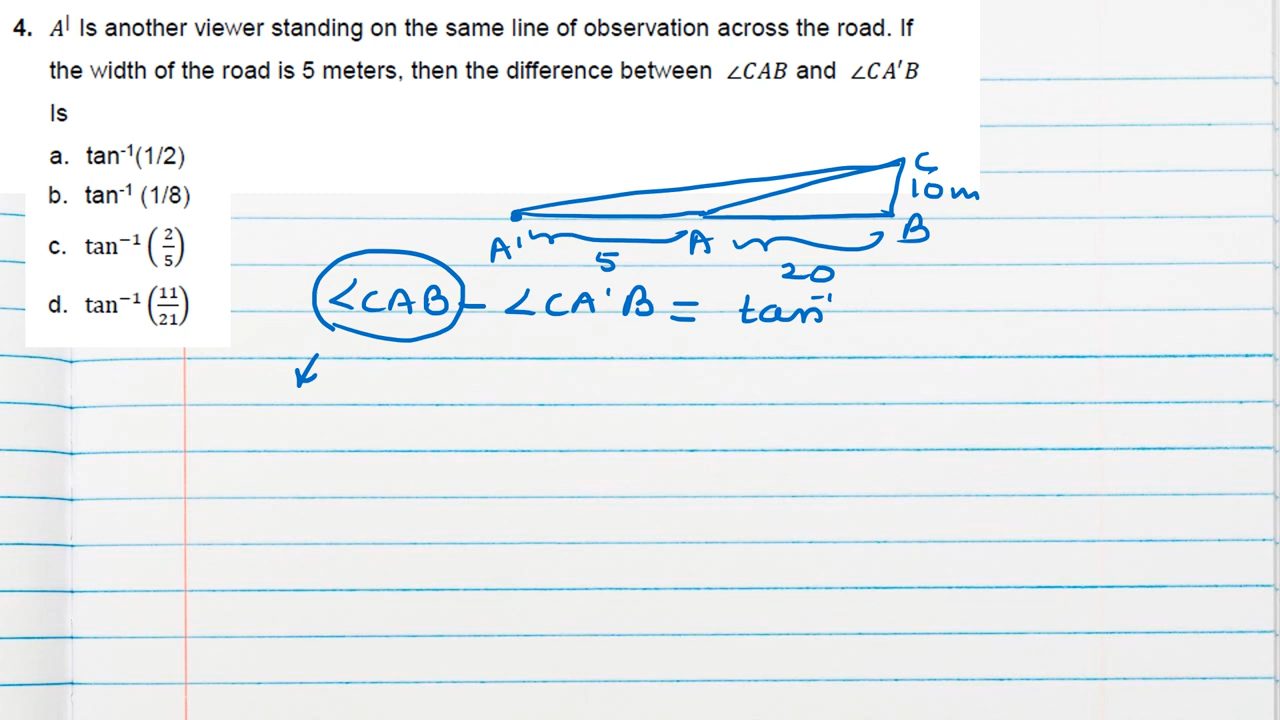 4. A| Is another viewer standing on the same line of observation across the road. If
the width of the road is 5 meters, then the difference between ∠CAB and ∠CA′B
Is
a. tan⁻¹(1/2)
b. tan⁻¹ (1/8)
c. tan⁻¹ (2/5)
d. tan⁻¹ (11/21)
C
10 m
A' A B
5 20
∠CAB - ∠CA'B = tan⁻¹